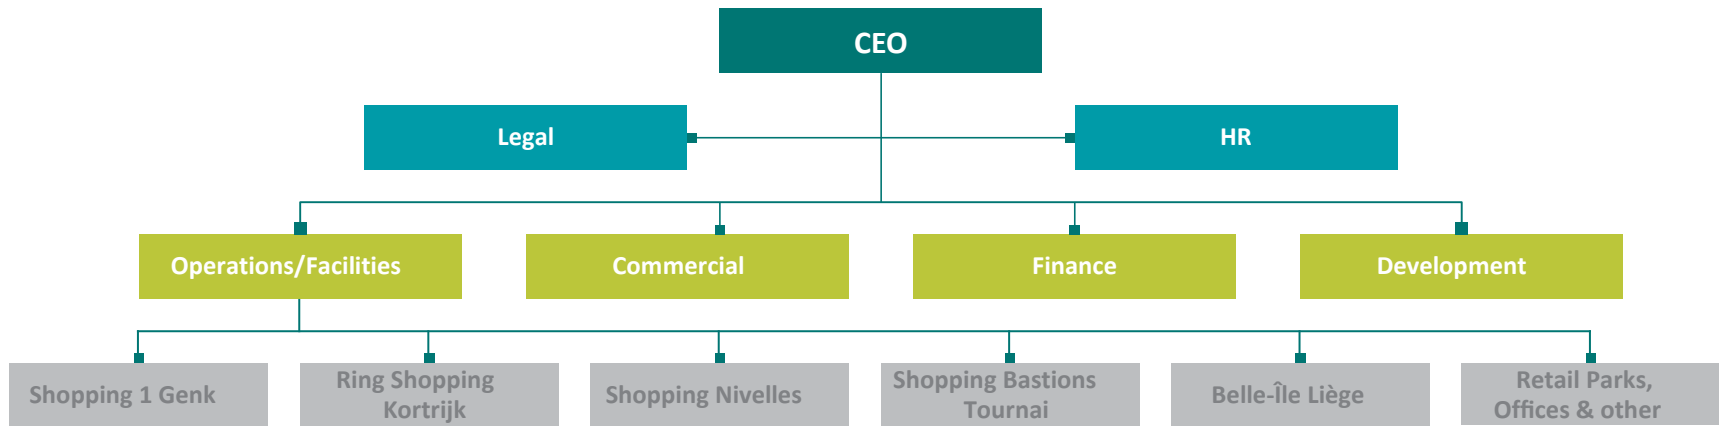 CEO
Legal
HR
Operations/Facilities
Commercial
Finance
Development
Shopping 1 Genk
Ring Shopping
Kortrijk
Shopping Nivelles
Shopping Bastions
Tournai
Belle-Île Liège
Retail Parks,
Offices & other